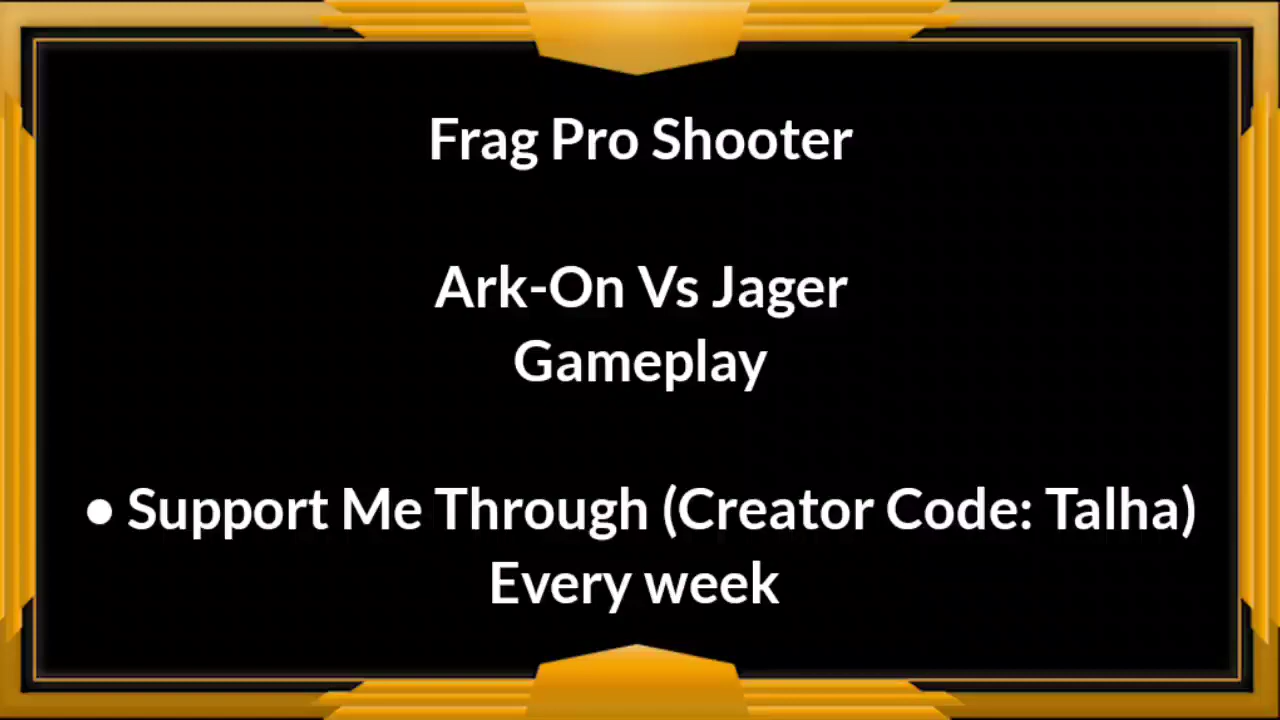 Frag Pro Shooter
Ark-On Vs Jager
Gameplay
• Support Me Through (Creator Code: Talha)
Every week